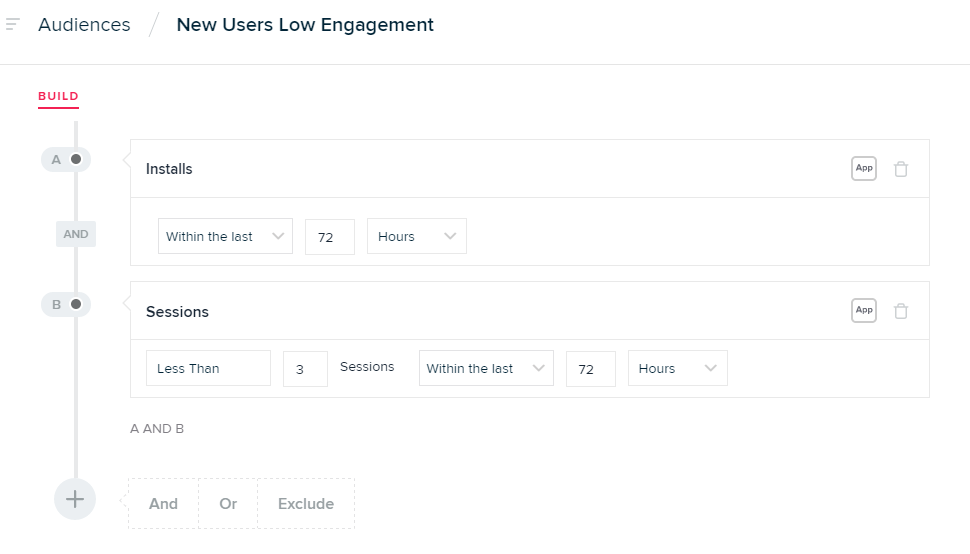 Audiences / New Users Low Engagement
BUILD
A
Installs
App
AND
Within the last 72 Hours
B
Sessions
App
Less Than 3 Sessions Within the last 72 Hours
A AND B
And Or Exclude